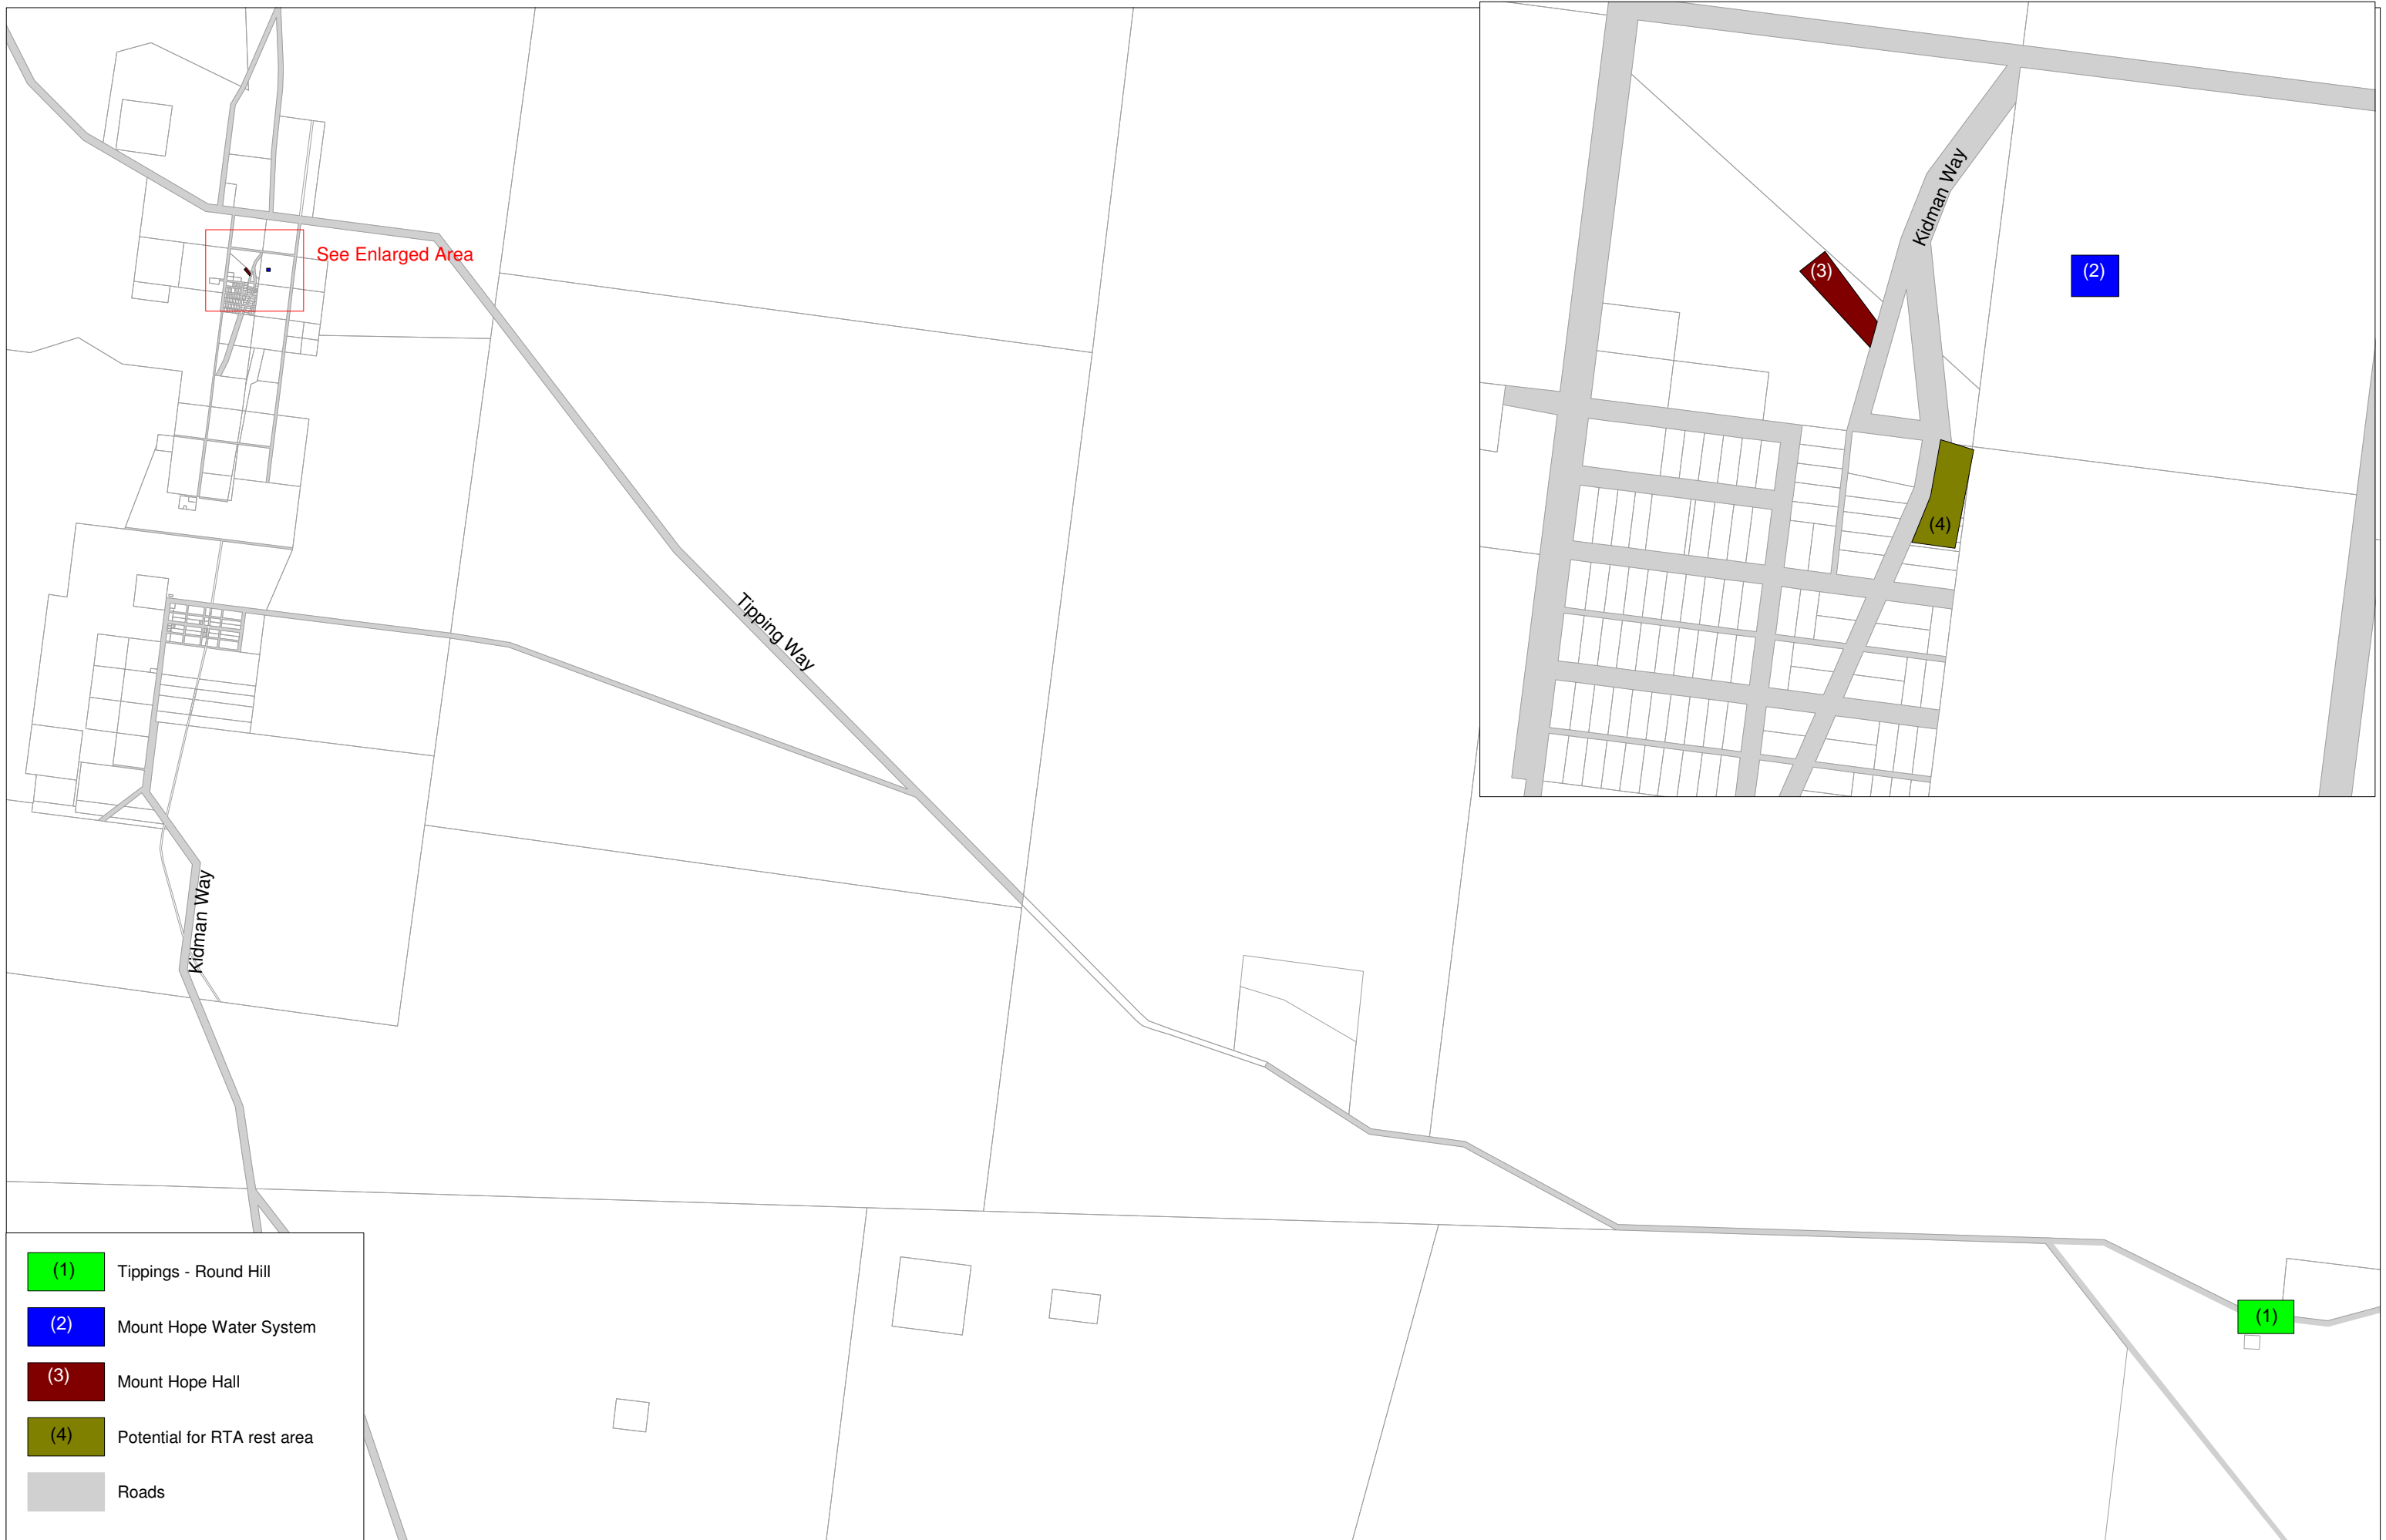 See Enlarged Area
Kidman Way
(3)
(2)
(4)
Tipping Way
Kidman Way
(1)
(1) Tippings - Round Hill
(2) Mount Hope Water System
(3) Mount Hope Hall
(4) Potential for RTA rest area
Roads